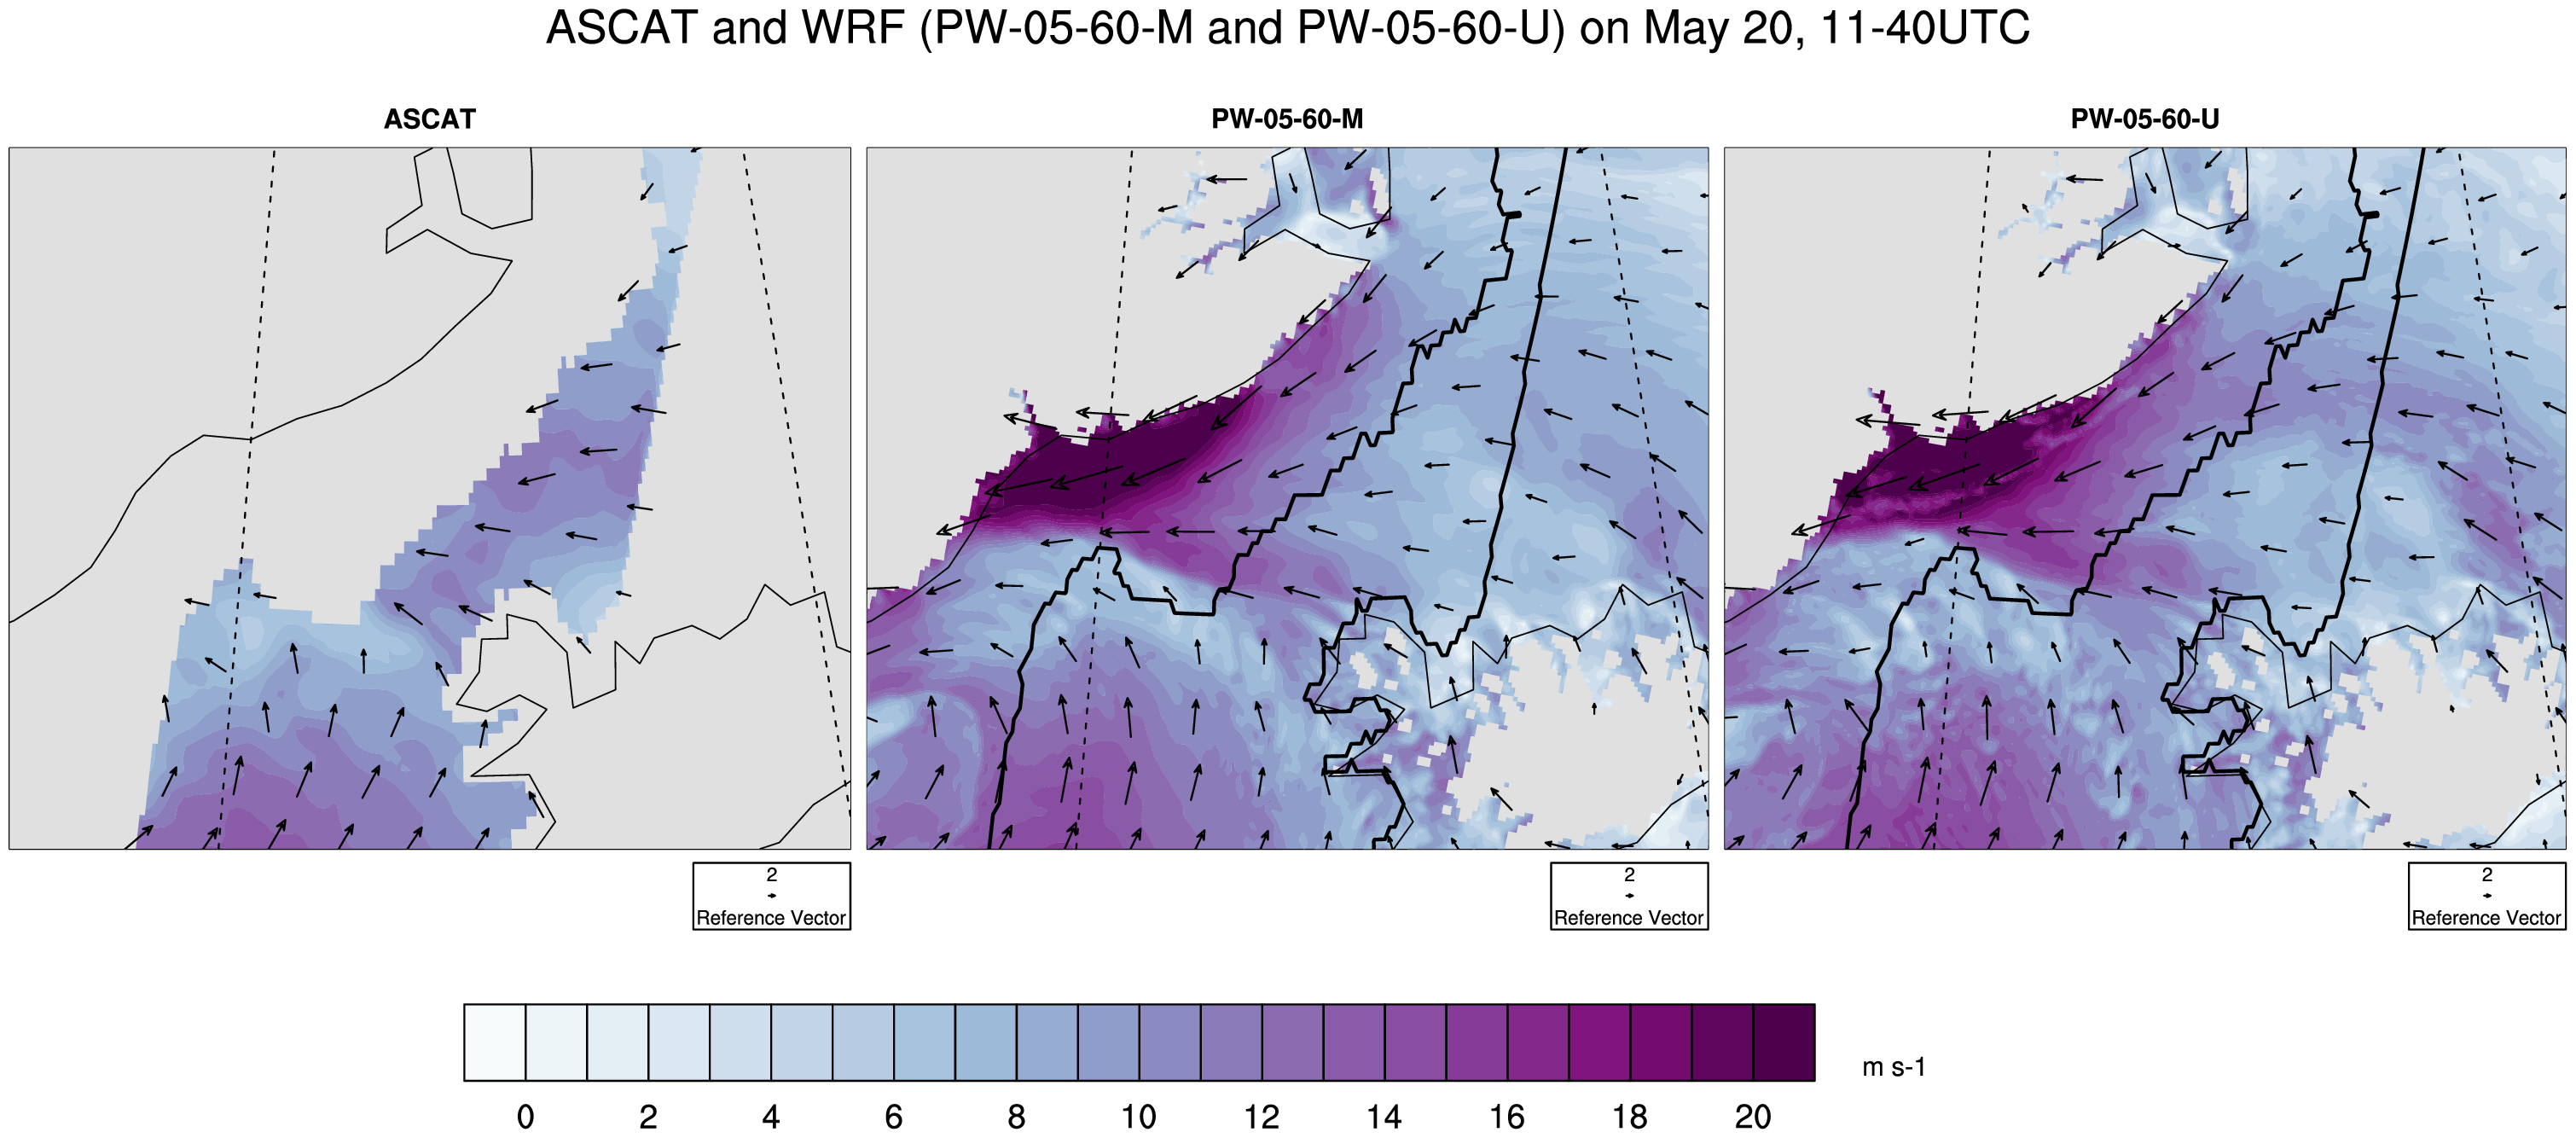 ASCAT and WRF (PW-05-60-M and PW-05-60-U) on May 20, 11-40UTC
ASCAT
PW-05-60-M
PW-05-60-U
2
Reference Vector
2
Reference Vector
2
Reference Vector
m s-1
0 2 4 6 8 10 12 14 16 18 20